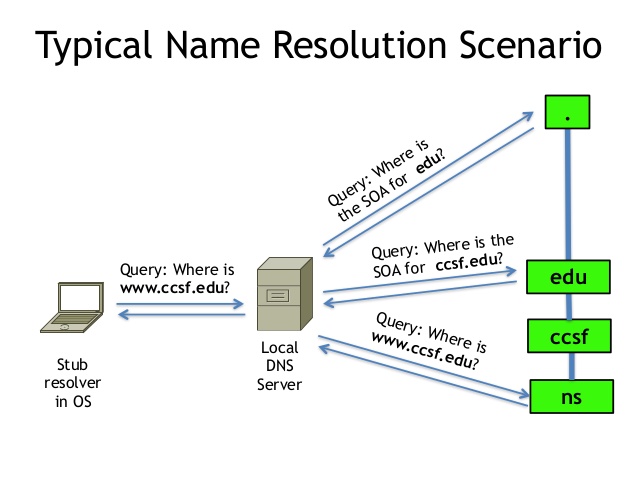 Typical Name Resolution Scenario
.
Query: Where is
the SOA for edu?
Query: Where is the
SOA for ccsf.edu?
Query: Where is
www.ccsf.edu?
edu
Query: Where is
www.ccsf.edu?
ccsf
Stub
resolver
in OS
Local
DNS
Server
ns